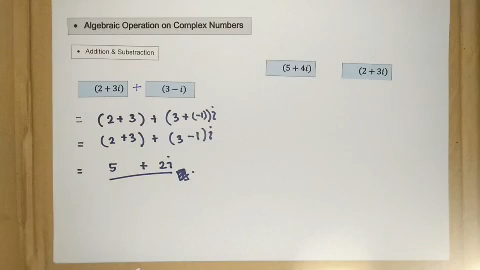 • Algebraic Operation on Complex Numbers
• Addition & Substraction
(5 + 4i) (2 + 3i)
(2 + 3i) + (3 − i)
= (2+3) + (3+(-1))i
= (2+3) + (3-1)i
= 5 + 2i